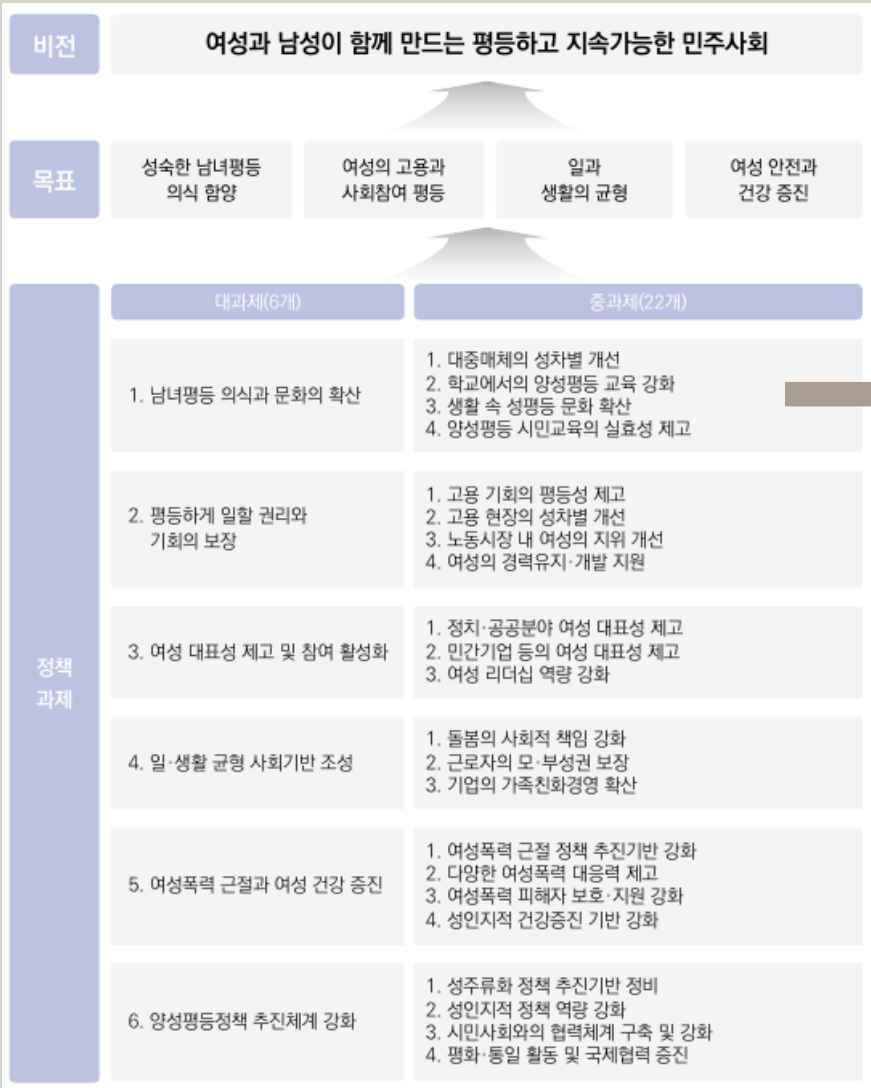 비전
여성과 남성이 함께 만드는 평등하고 지속가능한 민주사회
목표
성숙한 남녀평등
의식 함양
여성의 고용과
사회참여 평등
일과
생활의 균형
여성 안전과
건강 증진
정책
과제
대과제(6개)
중과제(22개)
1. 남녀평등 의식과 문화의 확산
1. 대중매체의 성차별 개선
2. 학교에서의 양성평등 교육 강화
3. 생활 속 성평등 문화 확산
4. 양성평등 시민교육의 실효성 제고
2. 평등하게 일할 권리와
기회의 보장
1. 고용 기회의 평등성 제고
2. 고용 현장의 성차별 개선
3. 노동시장 내 여성의 지위 개선
4. 여성의 경력유지·개발 지원
3. 여성 대표성 제고 및 참여 활성화
1. 정치·공공분야 여성 대표성 제고
2. 민간기업 등의 여성 대표성 제고
3. 여성 리더십 역량 강화
4. 일·생활 균형 사회기반 조성
1. 돌봄의 사회적 책임 강화
2. 근로자의 모·부성권 보장
3. 기업의 가족친화경영 확산
5. 여성폭력 근절과 여성 건강 증진
1. 여성폭력 근절 정책 추진기반 강화
2. 다양한 여성폭력 대응력 제고
3. 여성폭력 피해자 보호·지원 강화
4. 성인지적 건강증진 기반 강화
6. 양성평등정책 추진체계 강화
1. 성주류화 정책 추진기반 정비
2. 성인지적 정책 역량 강화
3. 시민사회와의 협력체계 구축 및 강화
4. 평화·통일 활동 및 국제협력 증진